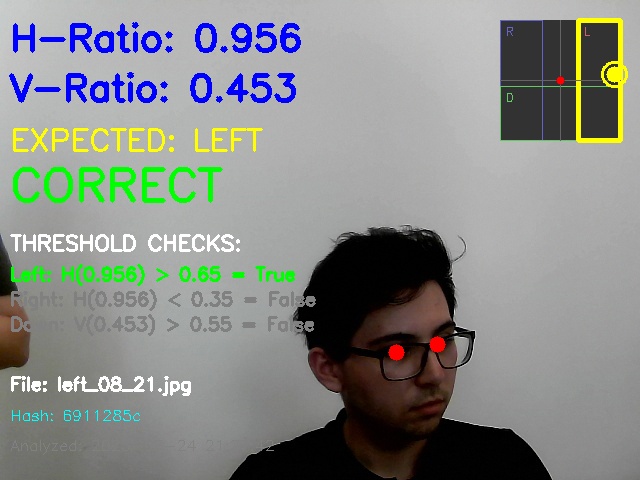 H-Ratio: 0.956
V-Ratio: 0.453
EXPECTED: LEFT
CORRECT
THRESHOLD CHECKS:
Left: H(0.956) > 0.65 = True
Right: H(0.956) < 0.35 = False
Down: V(0.453) > 0.55 = False
File: left_08_21.jpg
Hash: 6911285c
Analyzed:
R
L
D